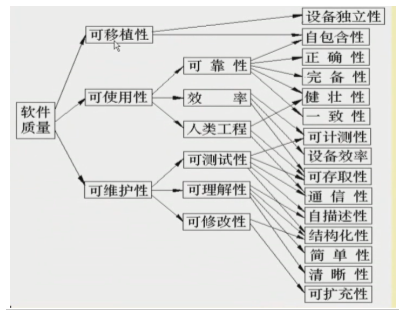 设备独立性
可移植性
自包含性
正确性
可靠性
完备性
可使用性
效率
健壮性
软件
质量
一致性
人类工程
可计测性
设备效率
可测试性
可存取性
可维护性
可理解性
通信性
自描述性
可修改性
结构化性
简单性
清晰性
可扩充性